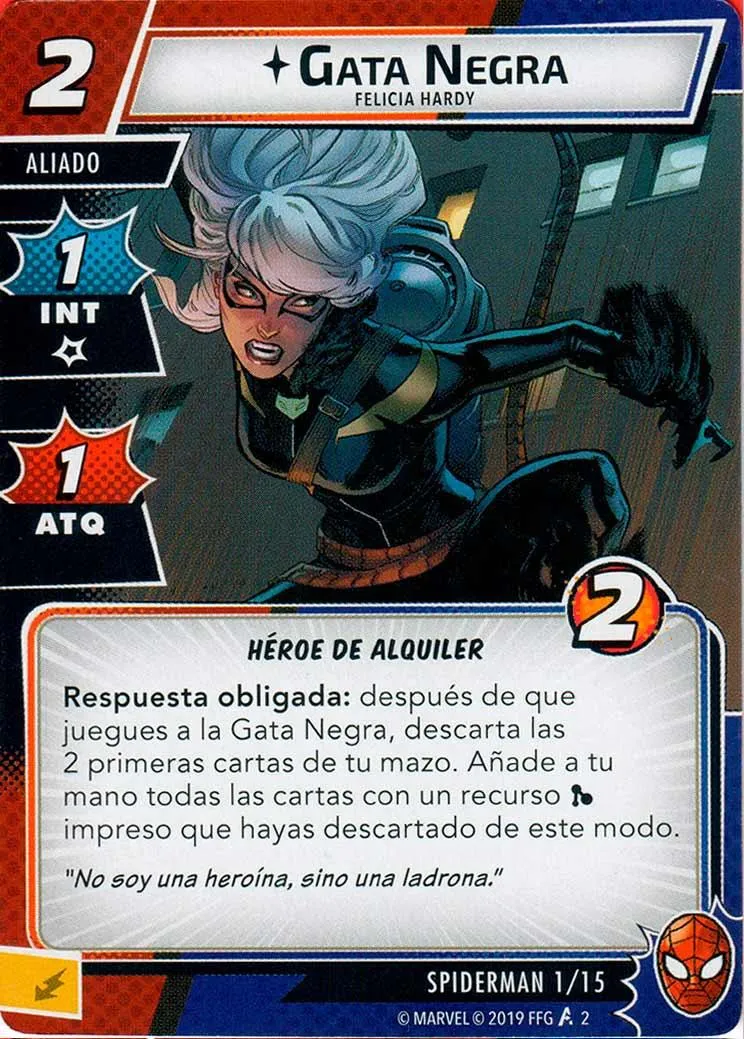 2
GATA NEGRA
FELICIA HARDY
ALIADO
1
INT
1
ATQ
2
HÉROE DE ALQUILER
Respuesta obligada: después de que
juegues a la Gata Negra, descarta las
2 primeras cartas de tu mazo. Añade a tu
mano todas las cartas con un recurso
impreso que hayas descartado de este modo.
"No soy una heroína, sino una ladrona."
SPIDERMAN 1/15
© MARVEL © 2019 FFG 2